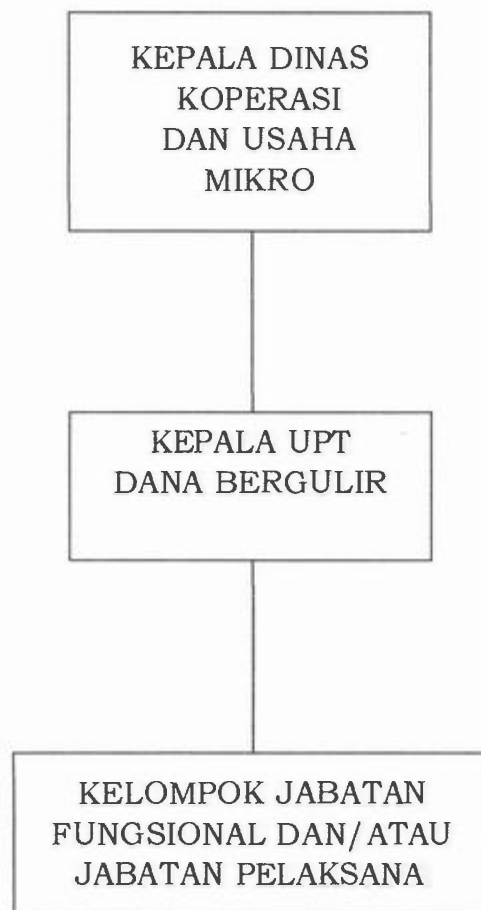 KEPALA DINAS
KOPERASI
DAN USAHA
MIKRO
KEPALA UPT
DANA BERGULIR
KELOMPOK JABATAN
FUNGSIONAL DAN/ATAU
JABATAN PELAKSANA